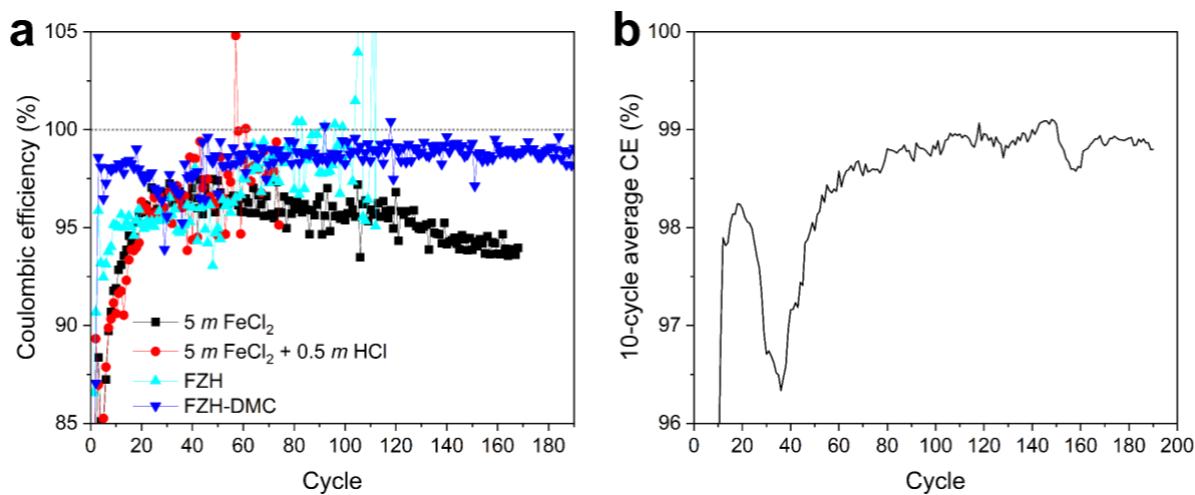 a
Coulombic efficiency (%)
105
100
95
90
85
5 m FeCl₂
5 m FeCl₂ + 0.5 m HCl
FZH
FZH-DMC
0 20 40 60 80 100 120 140 160 180
Cycle
b
10-cycle average CE (%)
100
99
98
97
96
0 20 40 60 80 100 120 140 160 180 200
Cycle